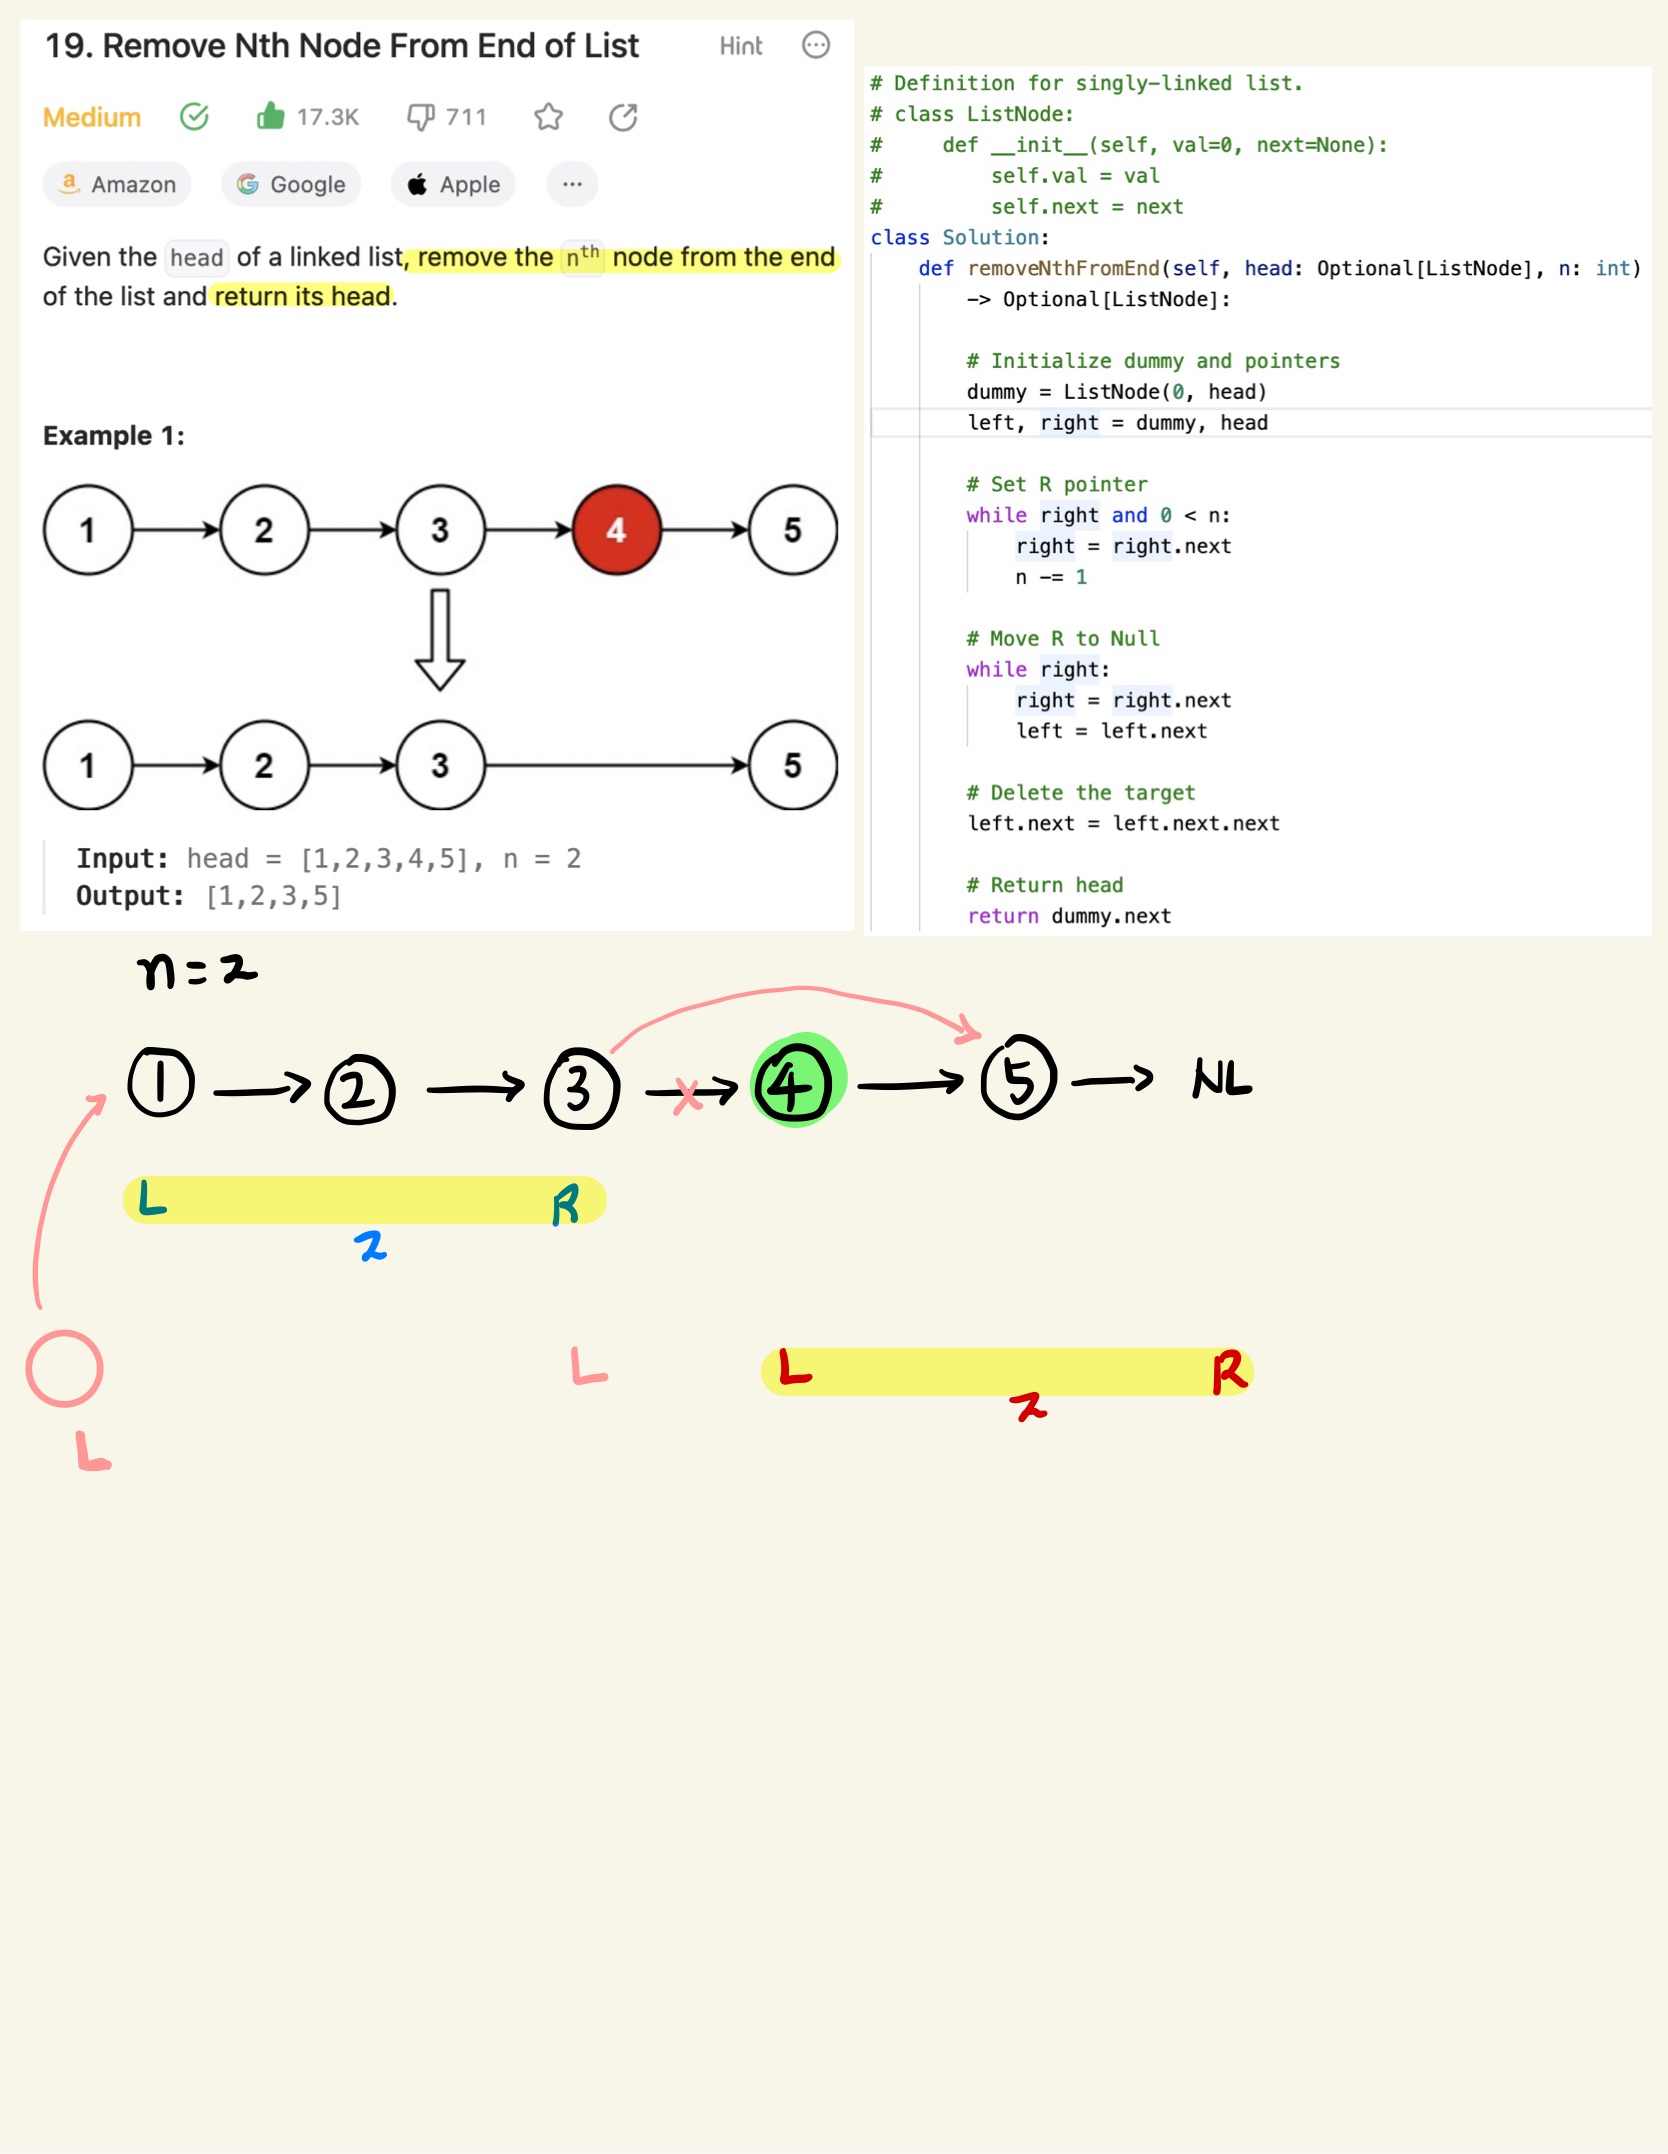 19. Remove Nth Node From End of List
Hint
Medium
17.3K
711
Amazon
Google
Apple
Given the head of a linked list, remove the nth node from the end
of the list and return its head.
Example 1:
1 2 3 4 5
1 2 3 5
Input: head = [1,2,3,4,5], n = 2
Output: [1,2,3,5]
# Definition for singly-linked list.
# class ListNode:
#     def __init__(self, val=0, next=None):
#         self.val = val
#         self.next = next
class Solution:
    def removeNthFromEnd(self, head: Optional[ListNode], n: int)
        -> Optional[ListNode]:
        # Initialize dummy and pointers
        dummy = ListNode(0, head)
        left, right = dummy, head
        # Set R pointer
        while right and 0 < n:
            right = right.next
            n -= 1
        # Move R to Null
        while right:
            right = right.next
            left = left.next
        # Delete the target
        left.next = left.next.next
        # Return head
        return dummy.next
n=2
1 2 3 4 5 NL
L R
2
L L R
2
L